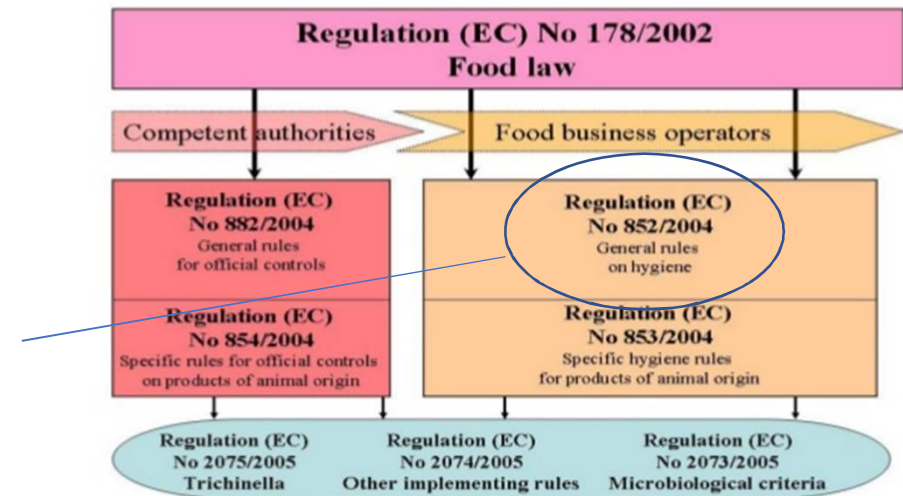 Regulation (EC) No 178/2002
Food law
Competent authorities
Food business operators
Regulation (EC)
No 882/2004
General rules
for official controls
Regulation (EC)
No 852/2004
General rules
on hygiene
Regulation (EC)
No 854/2004
Specific rules for official controls
on products of animal origin
Regulation (EC)
No 853/2004
Specific hygiene rules
for products of animal origin
Regulation (EC)
No 2075/2005
Trichinella
Regulation (EC)
No 2074/2005
Other implementing rules
Regulation (EC)
No 2073/2005
Microbiological criteria